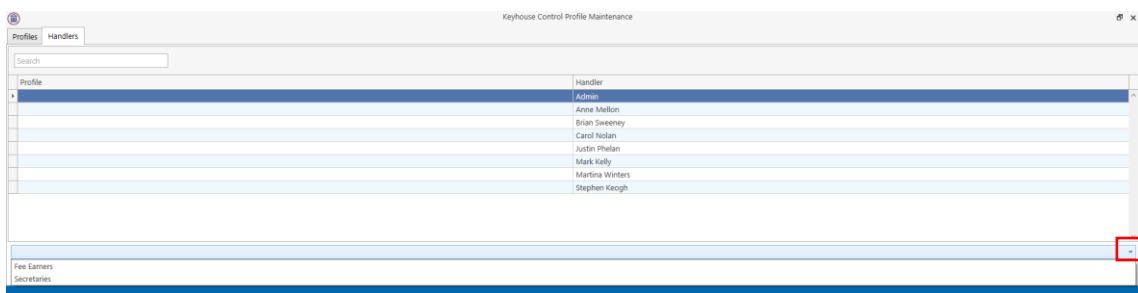 Keyhouse Control Profile Maintenance
Profiles Handlers
Search
Profile Handler
Admin
Anne Mellon
Brian Sweeney
Carol Nolan
Justin Phelan
Mark Kelly
Martina Winters
Stephen Keogh
Fee Earners
Secretaries